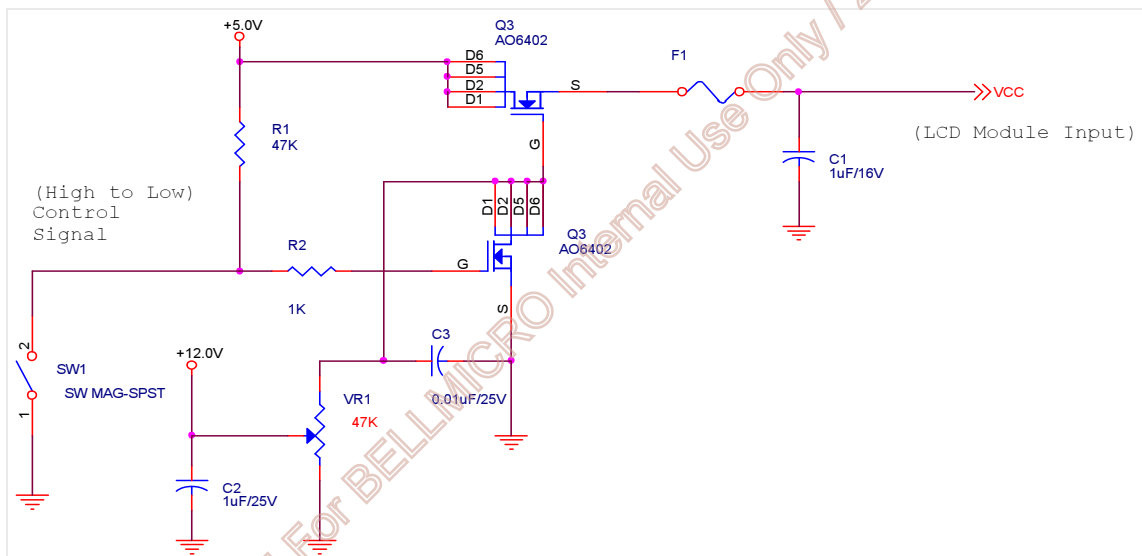 Q3
AO6402
+5.0V
D6
D5
D2
D1
S
F1
VCC
(LCD Module Input)
G
R1
47K
C1
1uF/16V
(High to Low)
Control
Signal
D1
D2
D5
D6
Q3
AO6402
R2
G
1K
S
2
SW1
SW MAG-SPST
1
+12.0V
C3
0.01uF/25V
VR1
47K
C2
1uF/25V
For BELLMICRO Internal Use Only /